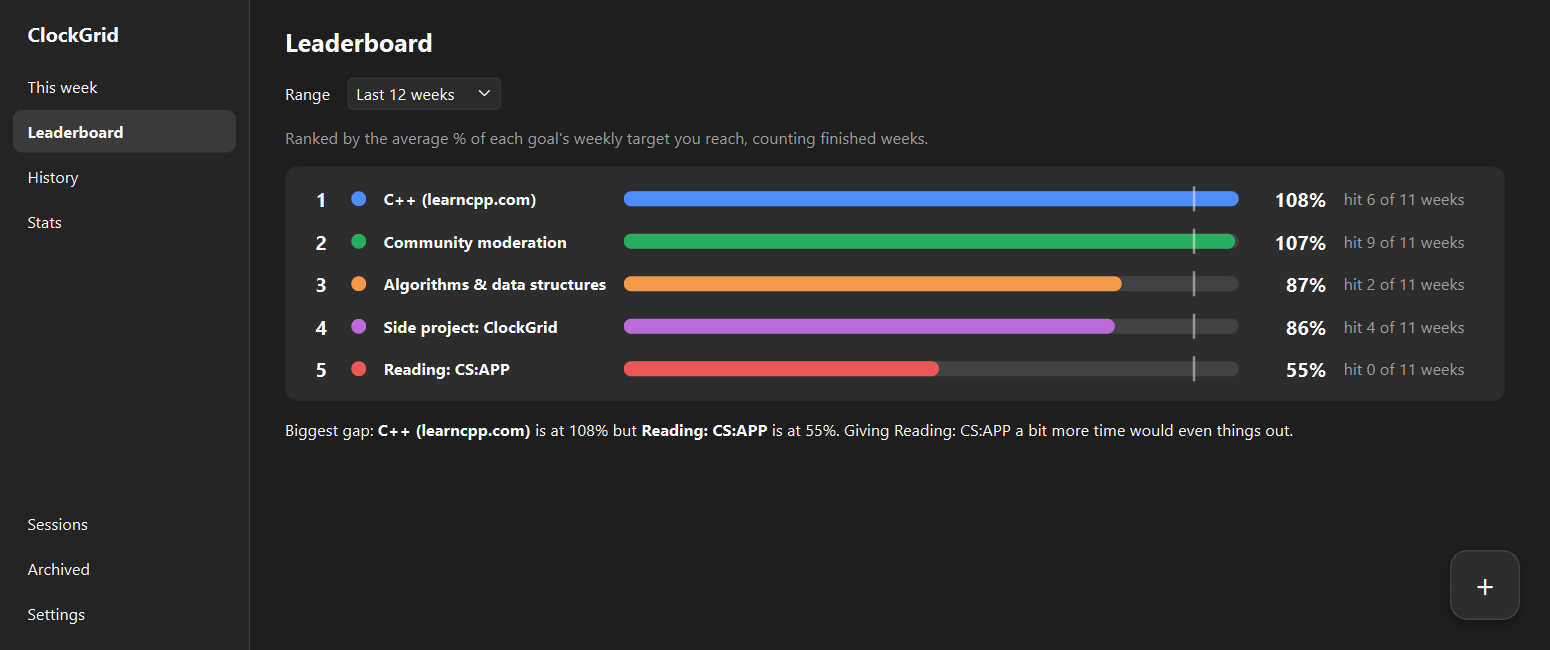 ClockGrid
This week
Leaderboard
History
Stats
Sessions
Archived
Settings
Leaderboard
Range Last 12 weeks
Ranked by the average % of each goal's weekly target you reach, counting finished weeks.
1 C++ (learncpp.com) 108% hit 6 of 11 weeks
2 Community moderation 107% hit 9 of 11 weeks
3 Algorithms & data structures 87% hit 2 of 11 weeks
4 Side project: ClockGrid 86% hit 4 of 11 weeks
5 Reading: CS:APP 55% hit 0 of 11 weeks
Biggest gap: C++ (learncpp.com) is at 108% but Reading: CS:APP is at 55%. Giving Reading: CS:APP a bit more time would even things out.
+